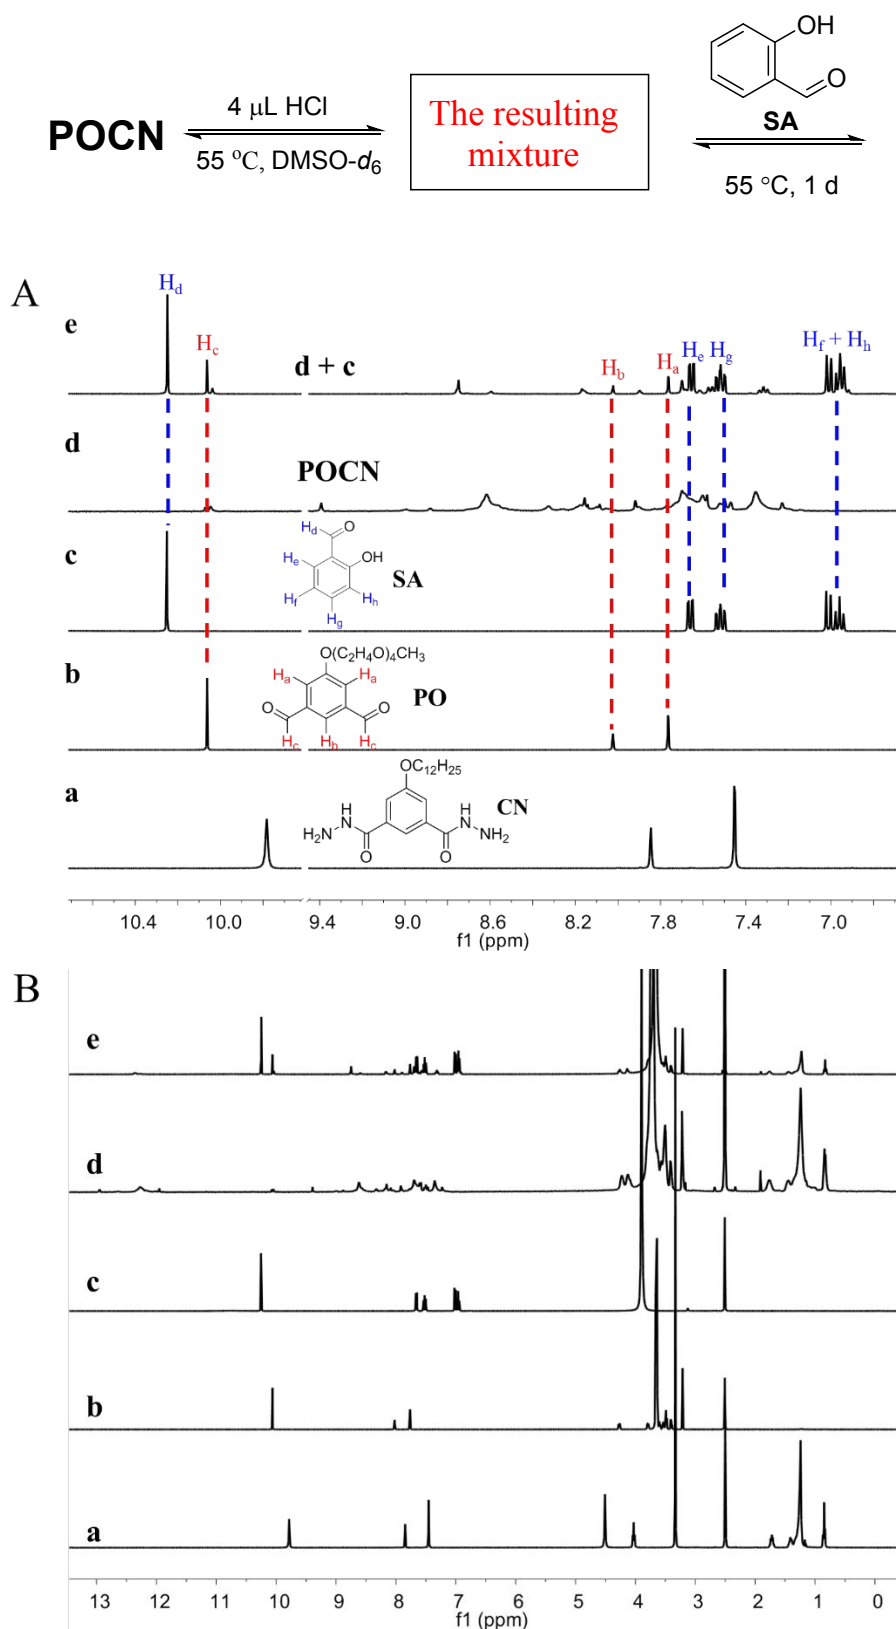 OH
O
SA
POCN
4 μL HCl
55 °C, DMSO-d6
The resulting
mixture
55 °C, 1 d
A
Hd
e
Hc
d + c
Hb
Ha
He
Hg
Hf + Hh
d
POCN
c
Hd
O
He
OH
SA
Hf
Hh
Hg
b
O(C2H4O)4CH3
Ha
Ha
PO
O
O
Hc
Hb
Hc
a
OC12H25
CN
H
N
H
N
H2N
NH2
O
O
10.4 10.0 9.4 9.0 8.6 8.2 7.8 7.4 7.0
f1 (ppm)
B
e
d
c
b
a
13 12 11 10 9 8 7 6 5 4 3 2 1 0
f1 (ppm)